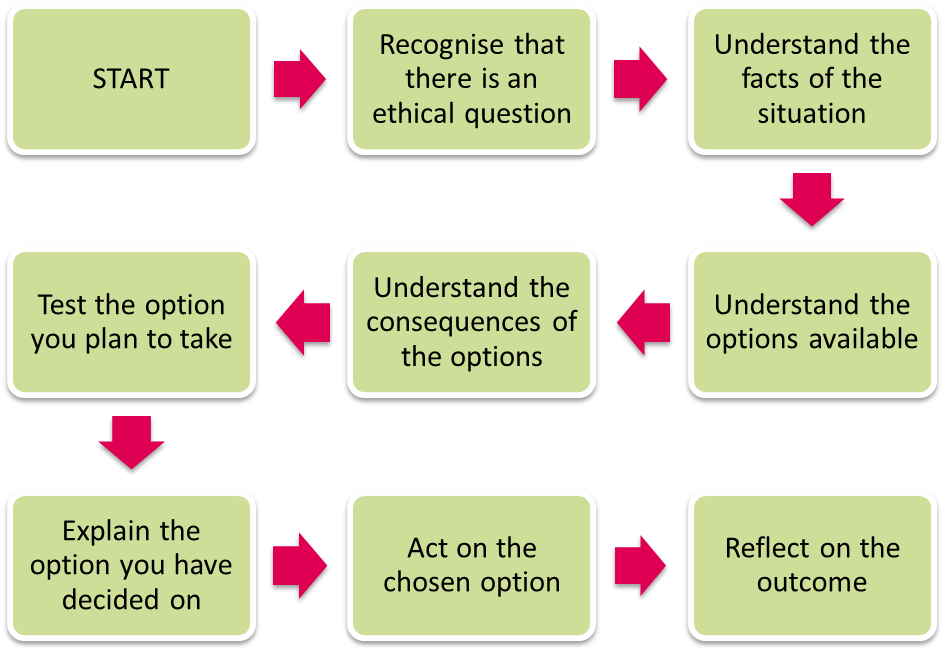 START
Recognise that
there is an
ethical question
Understand the
facts of the
situation
Understand the
options available
Understand the
consequences of
the options
Test the option
you plan to take
Explain the
option you have
decided on
Act on the
chosen option
Reflect on the
outcome